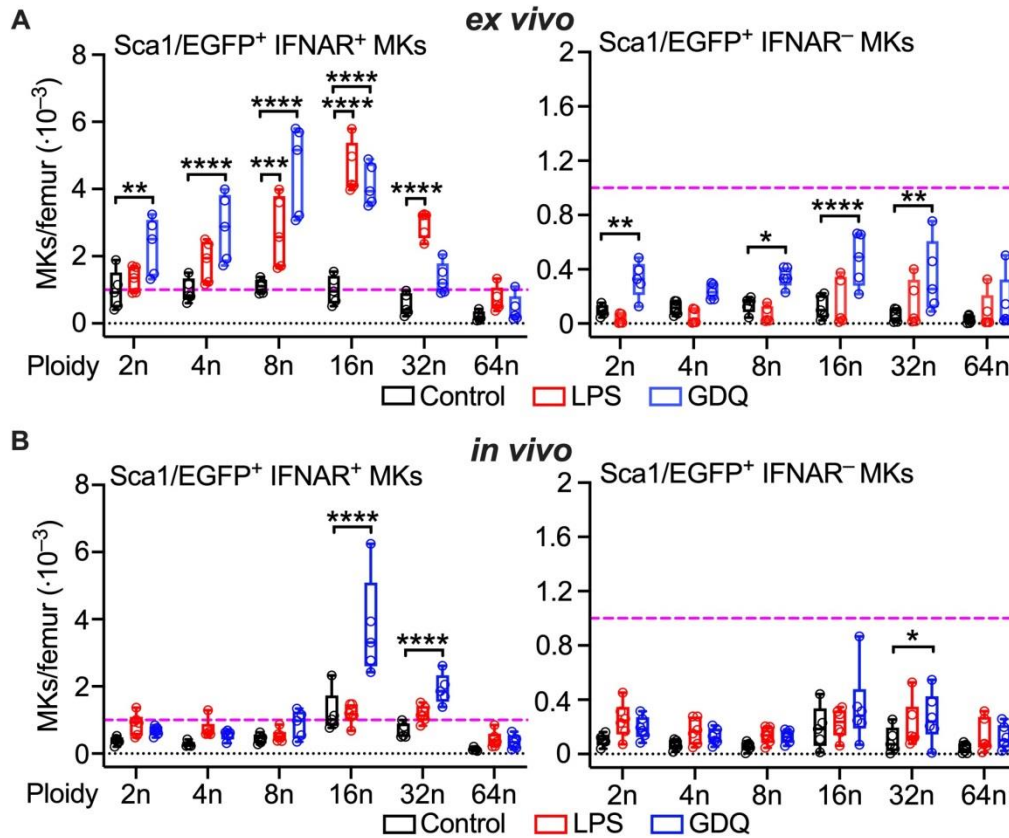 A
ex vivo
Sca1/EGFP⁺ IFNAR⁺ MKs
MKs/femur (·10⁻³)
8
6
4
2
0
** **** *** **** **** **** ****
Ploidy 2n 4n 8n 16n 32n 64n
Sca1/EGFP⁺ IFNAR⁻ MKs
2
1.6
1.2
0.8
0.4
0
** * **** **
2n 4n 8n 16n 32n 64n
Control LPS GDQ
B
in vivo
Sca1/EGFP⁺ IFNAR⁺ MKs
MKs/femur (·10⁻³)
8
6
4
2
0
**** ****
Ploidy 2n 4n 8n 16n 32n 64n
Sca1/EGFP⁺ IFNAR⁻ MKs
2
1.6
1.2
0.8
0.4
0
*
2n 4n 8n 16n 32n 64n
Control LPS GDQ